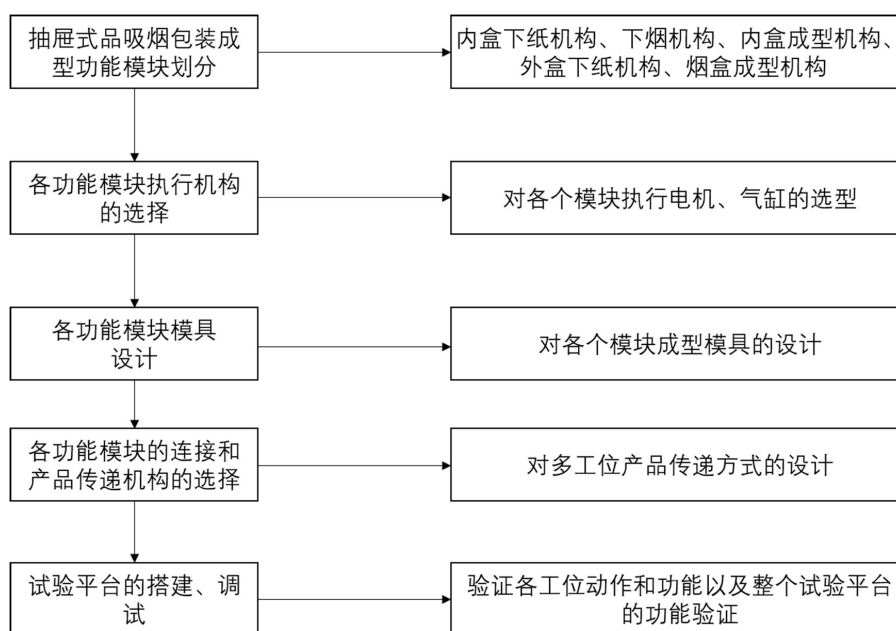 抽屉式品吸烟包装成
型功能模块划分
内盒下纸机构、下烟机构、内盒成型机构、
外盒下纸机构、烟盒成型机构
各功能模块执行机构
的选择
对各个模块执行电机、气缸的选型
各功能模块模具
设计
对各个模块成型模具的设计
各功能模块的连接和
产品传递机构的选择
对多工位产品传递方式的设计
试验平台的搭建、调
试
验证各工位动作和功能以及整个试验平台
的功能验证